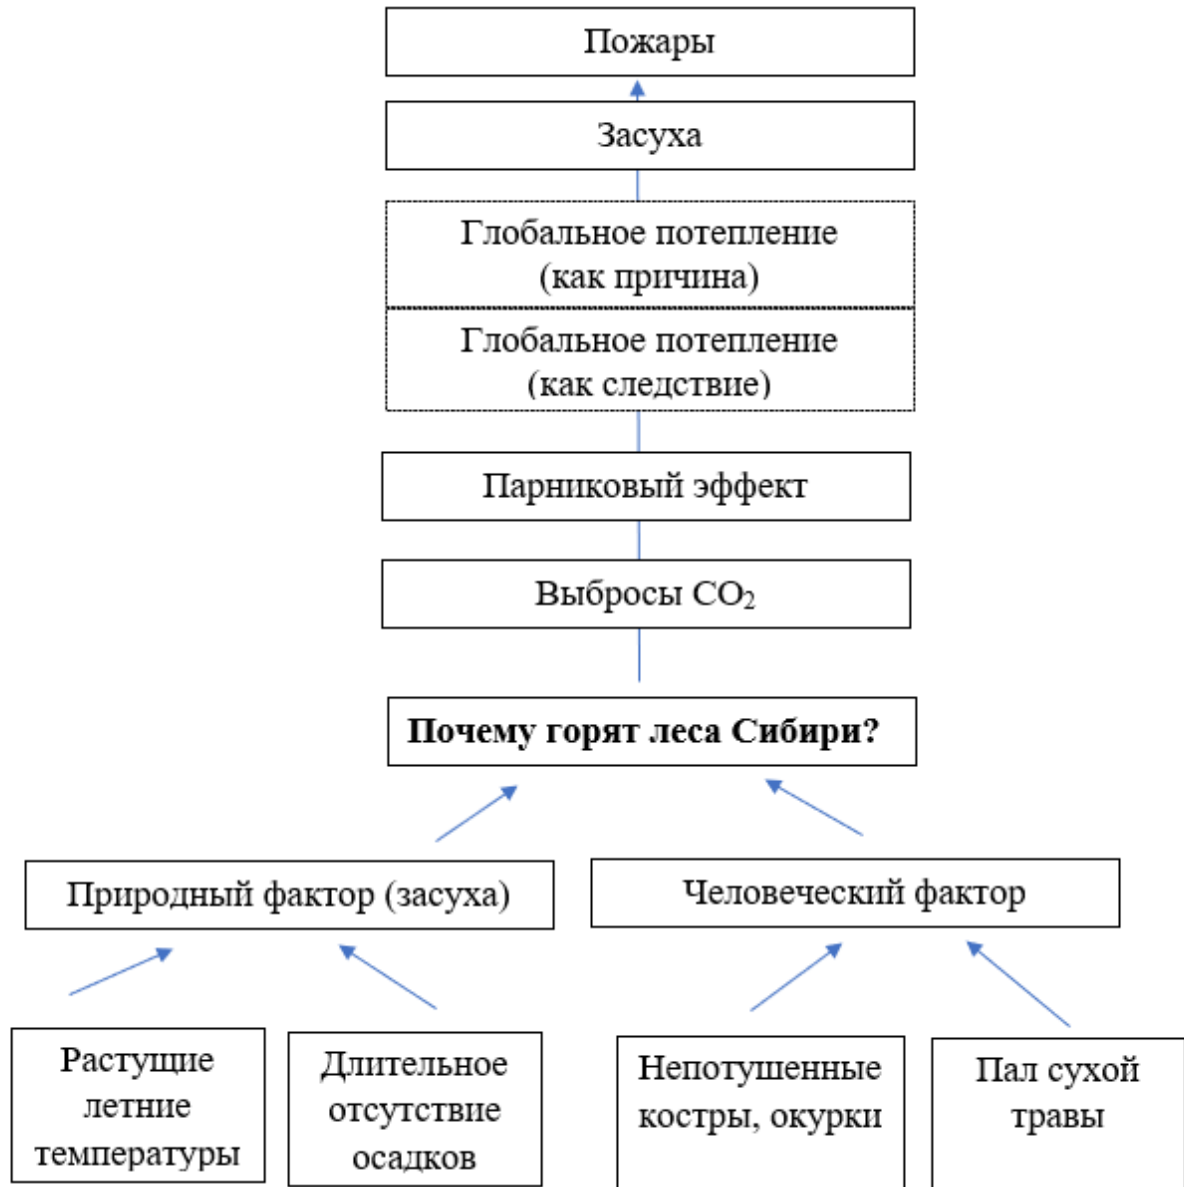 Пожары
Засуха
Глобальное потепление
(как причина)
Глобальное потепление
(как следствие)
Парниковый эффект
Выбросы CO₂
Почему горят леса Сибири?
Природный фактор (засуха)
Человеческий фактор
Растущие
летние
температуры
Длительное
отсутствие
осадков
Непотушенные
костры, окурки
Пал сухой
травы